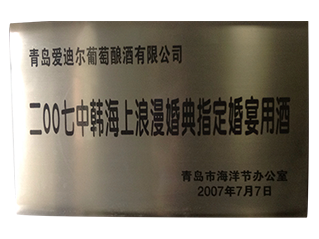 青岛爱迪尔葡萄酿酒有限公司
二00七中韩海上浪漫婚典指定婚宴用酒
青岛市海洋节办公室
2007年7月7日